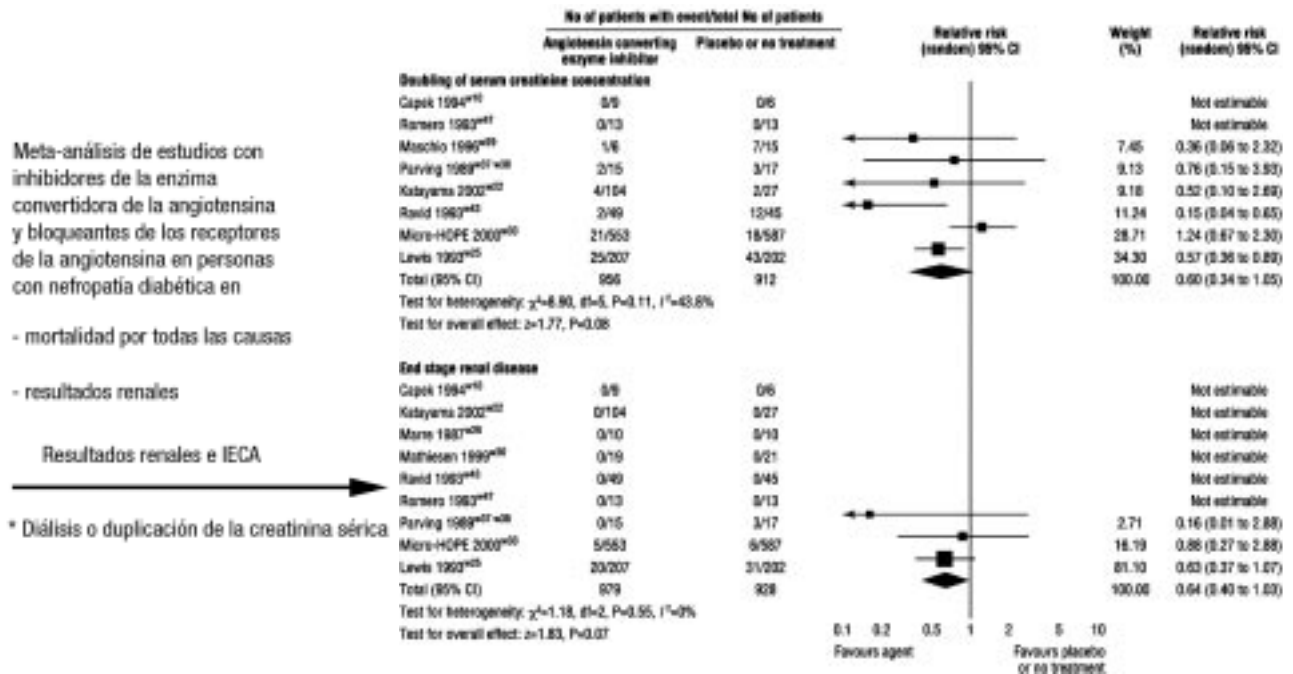 Meta-análisis de estudios con
inhibidores de la enzima
convertidora de la angiotensina
y bloqueantes de los receptores
de la angiotensina en personas
con nefropatía diabética en
- mortalidad por todas las causas
- resultados renales
Resultados renales e IECA
* Diálisis o duplicación de la creatinina sérica
No of patients with event/total No of patients
Angiotensin converting enzyme inhibitor Placebo or no treatment Relative risk (random) 95% CI Weight (%) Relative risk (random) 95% CI
Doubling of serum creatinine concentration
Capek 1994 0/9 0/6 Not estimable
Romero 1993 0/13 0/13 Not estimable
Maschio 1996 1/6 7/15 7.45 0.36 (0.06 to 2.32)
Parving 1989 2/15 3/17 9.13 0.76 (0.15 to 3.93)
Katayama 2002 4/104 2/27 9.18 0.52 (0.10 to 2.69)
Ravid 1993 2/49 12/45 11.24 0.15 (0.04 to 0.65)
Micro-HOPE 2000 21/553 18/587 28.71 1.24 (0.67 to 2.30)
Lewis 1993 25/207 43/202 34.30 0.57 (0.36 to 0.89)
Total (95% CI) 956 912 100.00 0.60 (0.34 to 1.05)
Test for heterogeneity: df=5, P=0.11, I²=43.8%
Test for overall effect: z=1.77, P=0.08
End stage renal disease
Capek 1994 0/9 0/6 Not estimable
Katayama 2002 0/104 0/27 Not estimable
Marre 1987 0/10 0/10 Not estimable
Mathiesen 1999 0/19 0/21 Not estimable
Ravid 1993 0/49 0/45 Not estimable
Romero 1993 0/13 0/13 Not estimable
Parving 1989 0/15 3/17 2.71 0.16 (0.01 to 2.88)
Micro-HOPE 2000 5/553 6/587 16.19 0.88 (0.27 to 2.88)
Lewis 1993 20/207 31/202 81.10 0.63 (0.37 to 1.07)
Total (95% CI) 979 928 100.00 0.64 (0.40 to 1.03)
Test for heterogeneity: χ²=1.18, df=2, P=0.55, I²=0%
Test for overall effect: z=1.83, P=0.07
0.1 0.2 0.5 1 2 5 10
Favours agent Favours placebo or no treatment